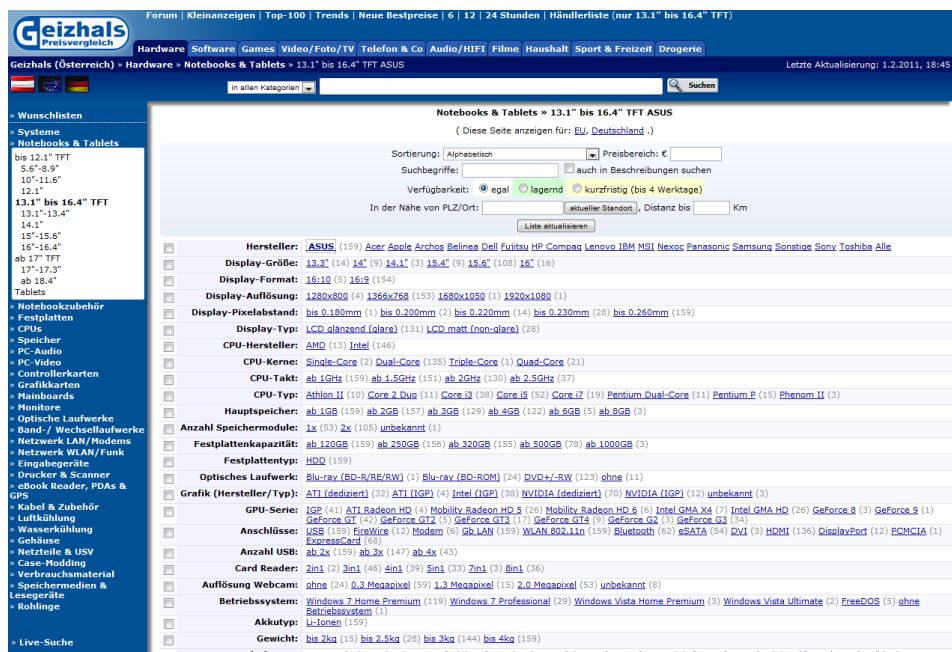 Geizhals
Preisvergleich
Forum | Kleinanzeigen | Top-100 | Trends | Neue Bestpreise | 6 | 12 | 24 Stunden | Händlerliste (nur 13.1" bis 16.4" TFT)
Hardware Software Games Video/Foto/TV Telefon & Co Audio/HIFI Filme Haushalt Sport & Freizeit Drogerie
Geizhals (Österreich) » Hardware » Notebooks & Tablets » 13.1" bis 16.4" TFT ASUS
Letzte Aktualisierung: 1.2.2011, 18:45
in allen Kategorien
Suchen
» Wunschlisten
» Systeme
» Notebooks & Tablets
bis 12.1" TFT
5.6"-8.9"
10"-11.6"
12.1"
13.1" bis 16.4" TFT
13.1"-13.4"
14.1"
15"-15.6"
16"-16.4"
ab 17" TFT
17"-17.3"
ab 18.4"
Tablets
» Notebookzubehör
» Festplatten
» CPUs
» Speicher
» PC-Audio
» PC-Video
» Controllerkarten
» Grafikkarten
» Mainboards
» Monitore
» Optische Laufwerke
» Band-/ Wechsellaufwerke
» Netzwerk LAN/Modems
» Netzwerk WLAN/Funk
» Eingabegeräte
» Drucker & Scanner
» eBook Reader, PDAs &
GPS
» Kabel & Zubehör
» Luftkühlung
» Wasserkühlung
» Gehäuse
» Netzteile & USV
» Case-Modding
» Verbrauchsmaterial
» Speichermedien &
Lesegeräte
» Rohlinge
» Live-Suche
Notebooks & Tablets » 13.1" bis 16.4" TFT ASUS
( Diese Seite anzeigen für: EU, Deutschland .)
Sortierung: Alphabetisch Preisbereich: €
Suchbegriffe: auch in Beschreibungen suchen
Verfügbarkeit: egal lagernd kurzfristig (bis 4 Werktage)
In der Nähe von PLZ/Ort: aktueller Standort , Distanz bis Km
Liste aktualisieren
Hersteller: ASUS (159) Acer Apple Archos Belinea Dell Fujitsu HP Compaq Lenovo IBM MSI Nexoc Panasonic Samsung Sonstige Sony Toshiba Alle
Display-Größe: 13.3" (14) 14" (9) 14.1" (3) 15.4" (9) 15.6" (108) 16" (16)
Display-Format: 16:10 (5) 16:9 (154)
Display-Auflösung: 1280x800 (4) 1366x768 (153) 1680x1050 (1) 1920x1080 (1)
Display-Pixelabstand: bis 0.180mm (1) bis 0.200mm (2) bis 0.220mm (14) bis 0.230mm (28) bis 0.260mm (159)
Display-Typ: LCD glänzend (glare) (131) LCD matt (non-glare) (28)
CPU-Hersteller: AMD (13) Intel (146)
CPU-Kerne: Single-Core (2) Dual-Core (135) Triple-Core (1) Quad-Core (21)
CPU-Takt: ab 1GHz (159) ab 1.5GHz (151) ab 2GHz (130) ab 2.5GHz (37)
CPU-Typ: Athlon II (10) Core 2 Duo (11) Core i3 (38) Core i5 (52) Core i7 (19) Pentium Dual-Core (11) Pentium P (15) Phenom II (3)
Hauptspeicher: ab 1GB (159) ab 2GB (157) ab 3GB (129) ab 4GB (122) ab 6GB (5) ab 8GB (3)
Anzahl Speichermodule: 1x (53) 2x (105) unbekannt (1)
Festplattenkapazität: ab 120GB (159) ab 250GB (156) ab 320GB (155) ab 500GB (78) ab 1000GB (3)
Festplattentyp: HDD (159)
Optisches Laufwerk: Blu-ray (BD-R/RE/RW) (1) Blu-ray (BD-ROM) (24) DVD+/-RW (123) ohne (11)
Grafik (Hersteller/Typ): ATI (dediziert) (32) ATI (IGP) (4) Intel (IGP) (38) NVIDIA (dediziert) (70) NVIDIA (IGP) (12) unbekannt (3)
GPU-Serie: IGP (41) ATI Radeon HD (4) Mobility Radeon HD 5 (26) Mobility Radeon HD 6 (6) Intel GMA X4 (7) Intel GMA HD (26) GeForce 8 (3) GeForce 9 (1)
GeForce GT (42) GeForce GT2 (5) GeForce GT3 (17) GeForce GT4 (9) GeForce G2 (3) GeForce G3 (34)
Anschlüsse: USB (159) FireWire (12) Modem (6) Gb LAN (159) WLAN 802.11n (159) Bluetooth (62) eSATA (54) DVI (3) HDMI (136) DisplayPort (12) PCMCIA (1)
ExpressCard (68)
Anzahl USB: ab 2x (159) ab 3x (147) ab 4x (43)
Card Reader: 2in1 (2) 3in1 (46) 4in1 (39) 5in1 (33) 7in1 (3) 8in1 (36)
Auflösung Webcam: ohne (24) 0.3 Megapixel (59) 1.3 Megapixel (15) 2.0 Megapixel (53) unbekannt (8)
Betriebssystem: Windows 7 Home Premium (119) Windows 7 Professional (29) Windows Vista Home Premium (3) Windows Vista Ultimate (2) FreeDOS (5) ohne
Betriebssystem (1)
Akkutyp: Li-Ionen (159)
Gewicht: bis 2kg (15) bis 2.5kg (28) bis 3kg (144) bis 4kg (159)